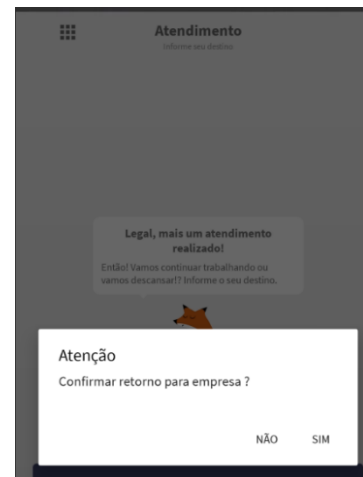 Atendimento
Informe seu destino
Legal, mais um atendimento
realizado!
Então! Vamos continuar trabalhando ou
vamos descansar!? Informe o seu destino.
Atenção
Confirmar retorno para empresa ?
NÃO SIM